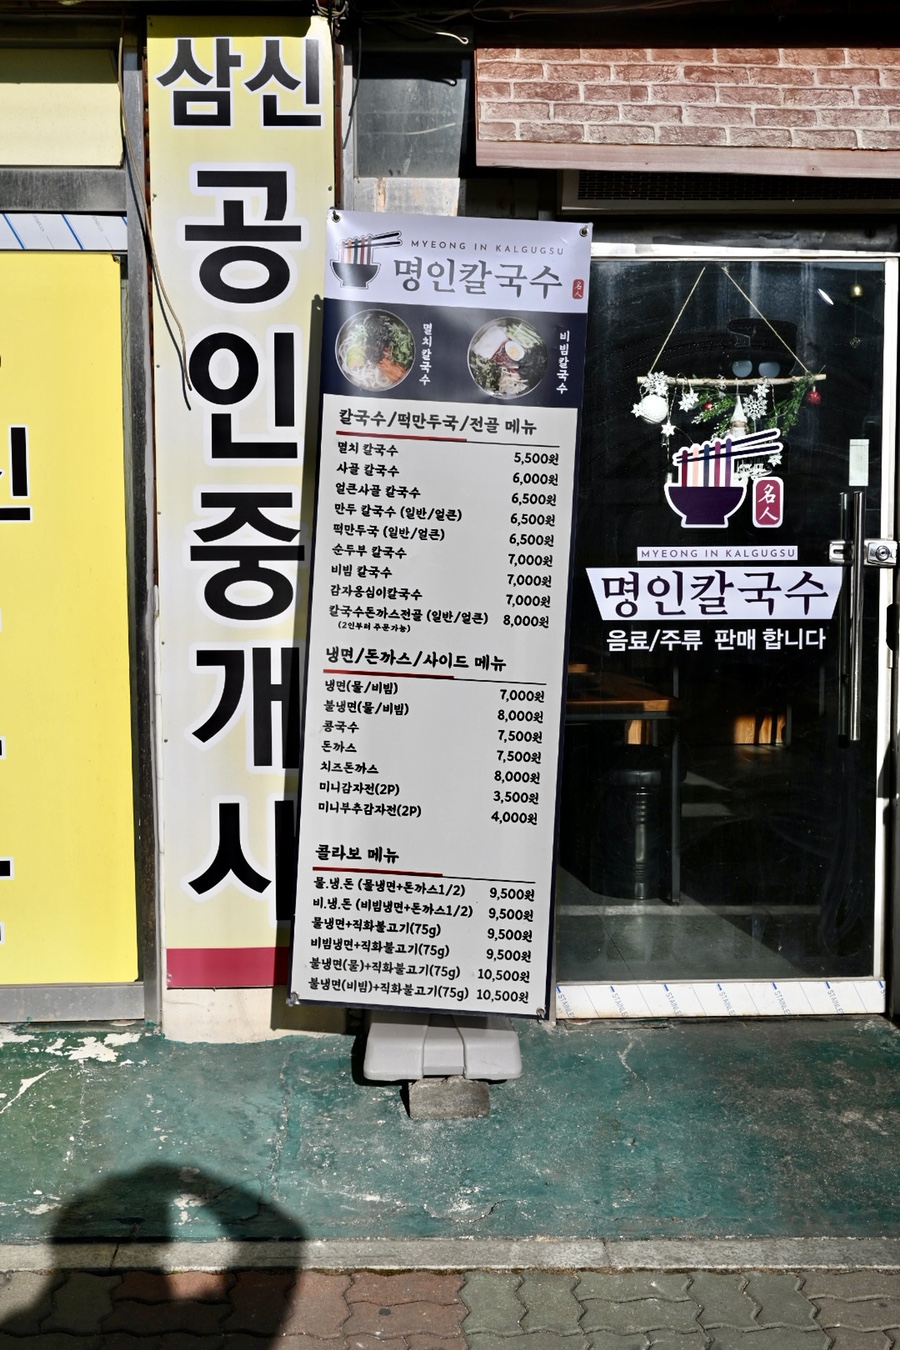 삼신
공인중개사
신
MYEONG IN KALGUGSU
명인칼국수
名人
멸치칼국수
비빔칼국수
칼국수/떡만두국/전골 메뉴
멸치 칼국수 5,500원
사골 칼국수 6,000원
얼큰사골 칼국수 6,500원
만두 칼국수 (일반/얼큰) 6,500원
떡만두국 (일반/얼큰) 6,500원
순두부 칼국수 7,000원
비빔 칼국수 7,000원
감자옹심이칼국수 7,000원
칼국수돈까스전골 (일반/얼큰) 8,000원
(2인부터 주문가능)
냉면/돈까스/사이드 메뉴
냉면(물/비빔) 7,000원
불냉면(물/비빔) 8,000원
콩국수 7,500원
돈까스 7,500원
치즈돈까스 8,000원
미니감자전(2P) 3,500원
미니부추감자전(2P) 4,000원
콜라보 메뉴
물.냉.돈 (물냉면+돈까스1/2) 9,500원
비.냉.돈 (비빔냉면+돈까스1/2) 9,500원
물냉면+직화불고기(75g) 9,500원
비빔냉면+직화불고기(75g) 9,500원
불냉면(물)+직화불고기(75g) 10,500원
불냉면(비빔)+직화불고기(75g) 10,500원
名人
MYEONG IN KALGUGSU
명인칼국수
음료/주류 판매 합니다